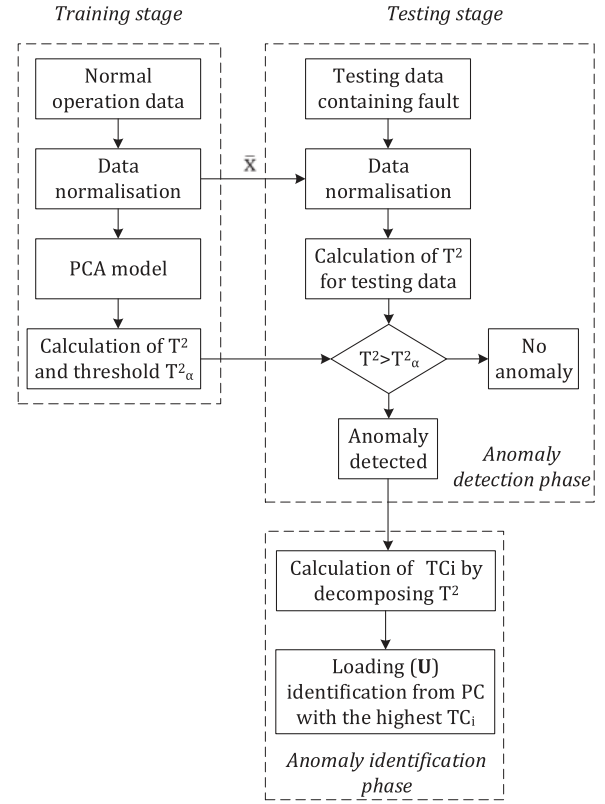 Training stage
Testing stage
Normal
operation data
Data
normalisation
PCA model
Calculation of T²
and threshold T²α
x̄
Testing data
containing fault
Data
normalisation
Calculation of T²
for testing data
T²>T²α
No
anomaly
Anomaly
detected
Anomaly
detection phase
Calculation of TCi by
decomposing T²
Loading (U)
identification from PC
with the highest TCᵢ
Anomaly identification
phase